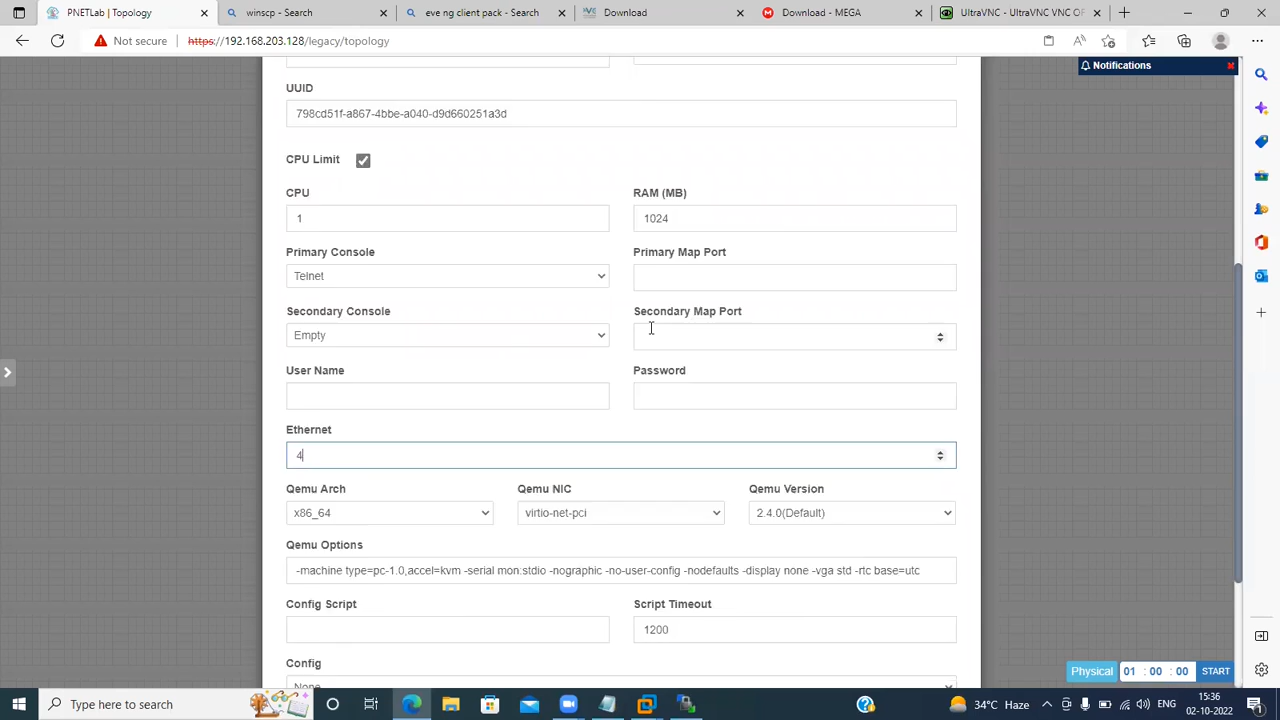 PNETLab | Topology
winscp - Search
eve ng client pack - Search
Download
Download - MEGA
UltraVNC - UltraVNC VNC OF
Not secure
https://192.168.203.128/legacy/topology
Notifications
UUID
798cd51f-a867-4bbe-a040-d9d660251a3d
CPU Limit
CPU
RAM (MB)
1
1024
Primary Console
Primary Map Port
Telnet
Secondary Console
Secondary Map Port
Empty
User Name
Password
Ethernet
4
Qemu Arch
Qemu NIC
Qemu Version
x86_64
virtio-net-pci
2.4.0(Default)
Qemu Options
-machine type=pc-1.0,accel=kvm -serial mon:stdio -nographic -no-user-config -nodefaults -display none -vga std -rtc base=utc
Config Script
Script Timeout
1200
Config
None
Physical
01 : 00 : 00
START
Type here to search
34°C Haze
ENG
15:36
02-10-2022